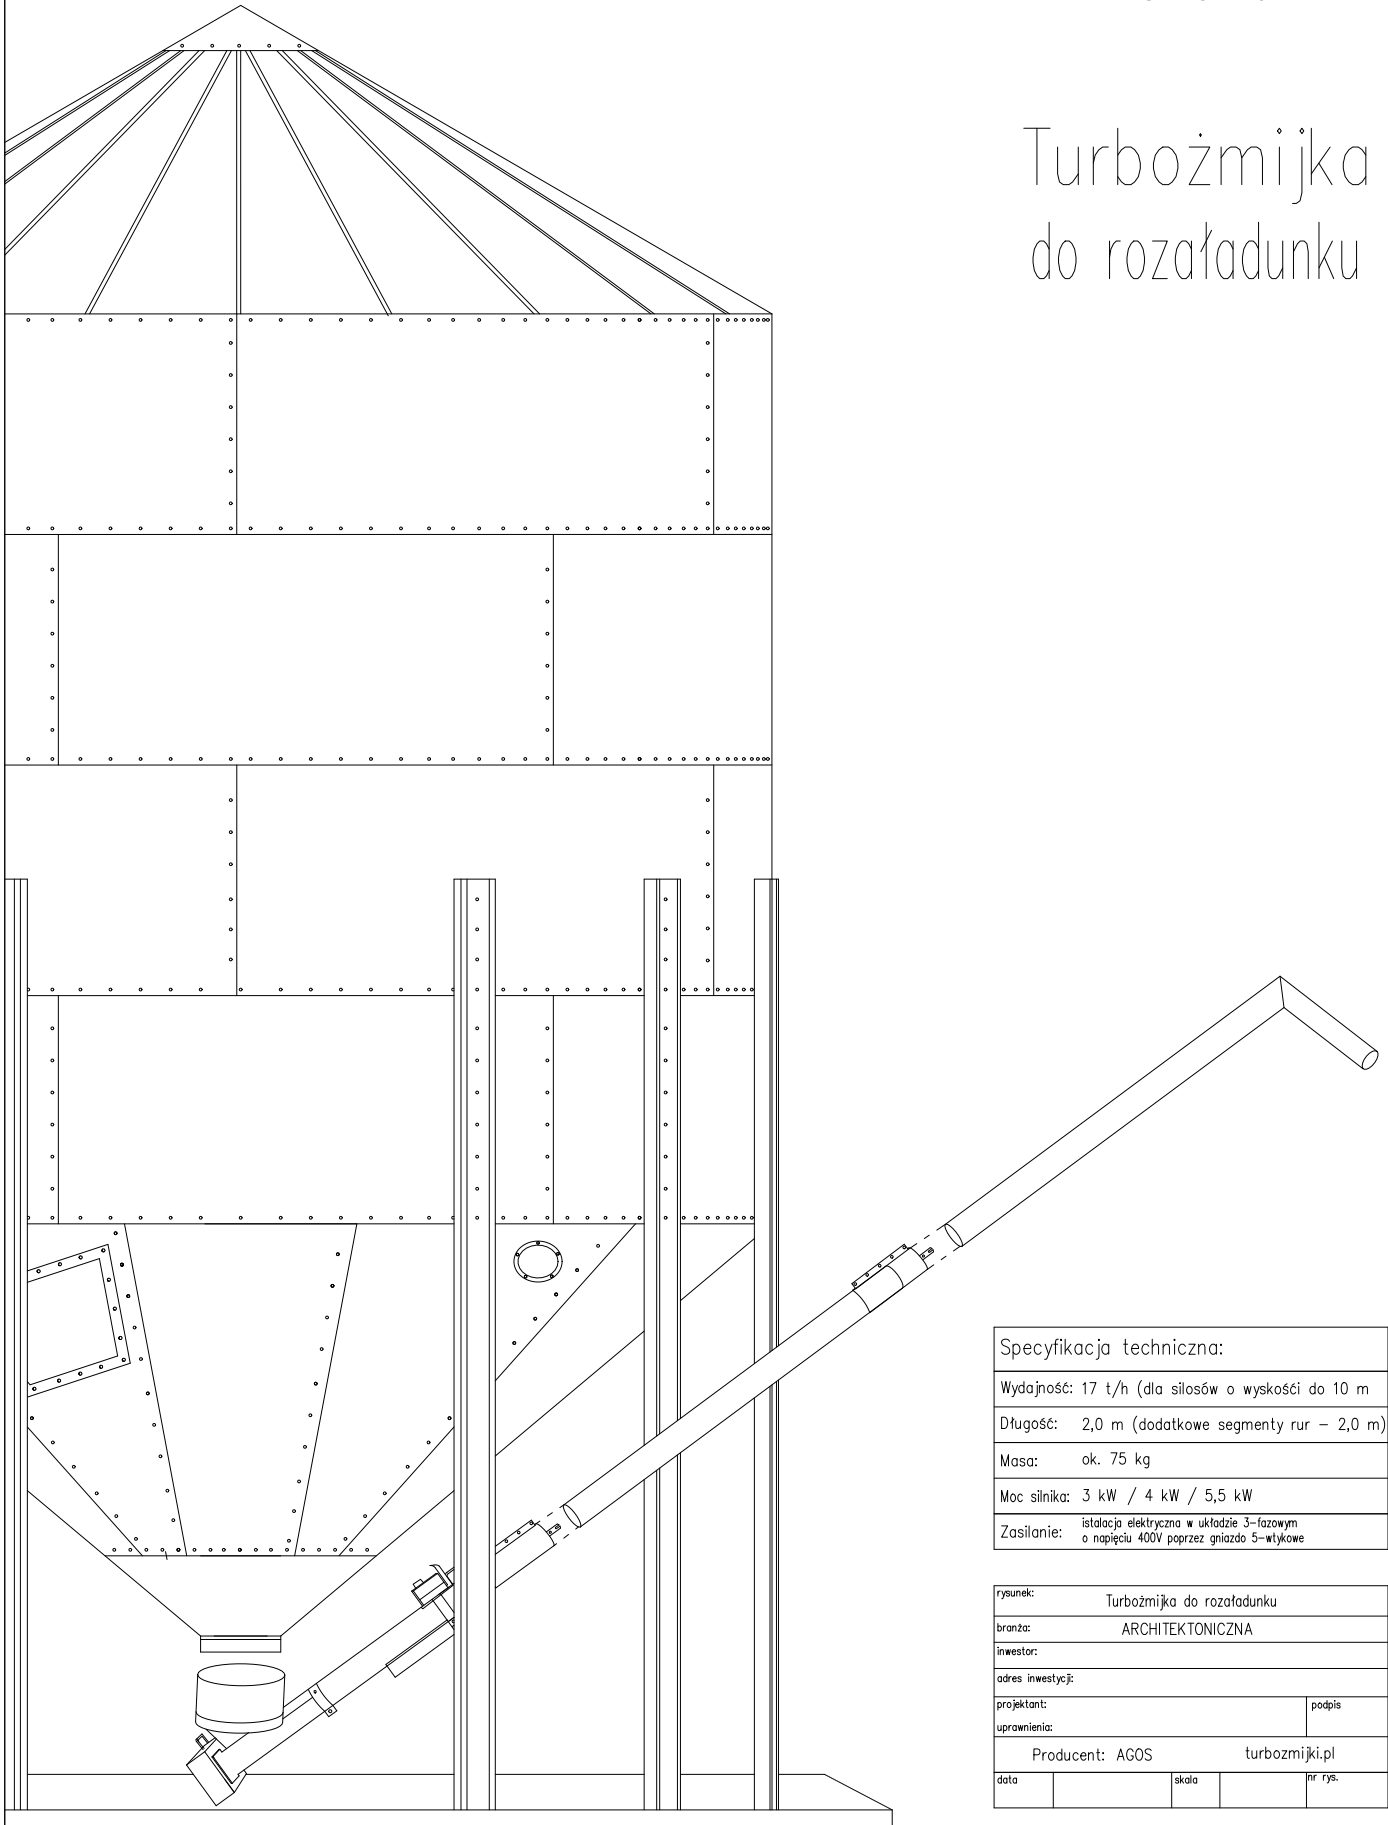 Turbożmijka
do rozaładunku
Specyfikacja techniczna:
Wydajność: 17 t/h (dla silosów o wyskośći do 10 m
Długość: 2,0 m (dodatkowe segmenty rur – 2,0 m)
Masa: ok. 75 kg
Moc silnika: 3 kW / 4 kW / 5,5 kW
Zasilanie: istalacja elektryczna w układzie 3–fazowym
o napięciu 400V poprzez gniazdo 5–wtykowe
rysunek: Turbożmijka do rozaładunku
branża: ARCHITEKTONICZNA
inwestor:
adres inwestycji:
projektant: podpis
uprawnienia:
Producent: AGOS turbozmijki.pl
data skala nr rys.